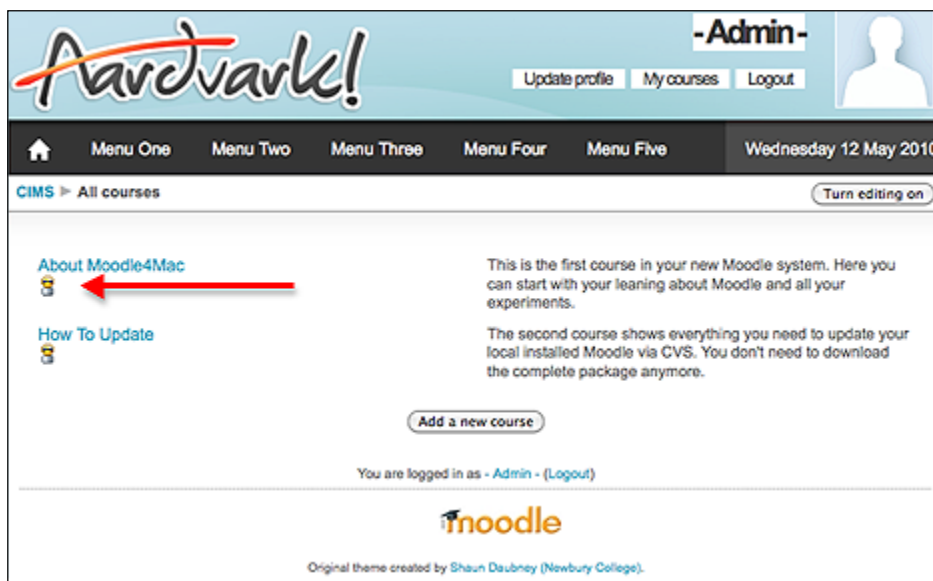 Aardvark!
-Admin-
Update profile My courses Logout
Menu One Menu Two Menu Three Menu Four Menu Five Wednesday 12 May 2010
CIMS ► All courses Turn editing on
About Moodle4Mac
This is the first course in your new Moodle system. Here you
can start with your leaning about Moodle and all your
experiments.
How To Update
The second course shows everything you need to update your
local installed Moodle via CVS. You don't need to download
the complete package anymore.
Add a new course
You are logged in as - Admin - (Logout)
moodle
Original theme created by Shaun Daubney (Newbury College).